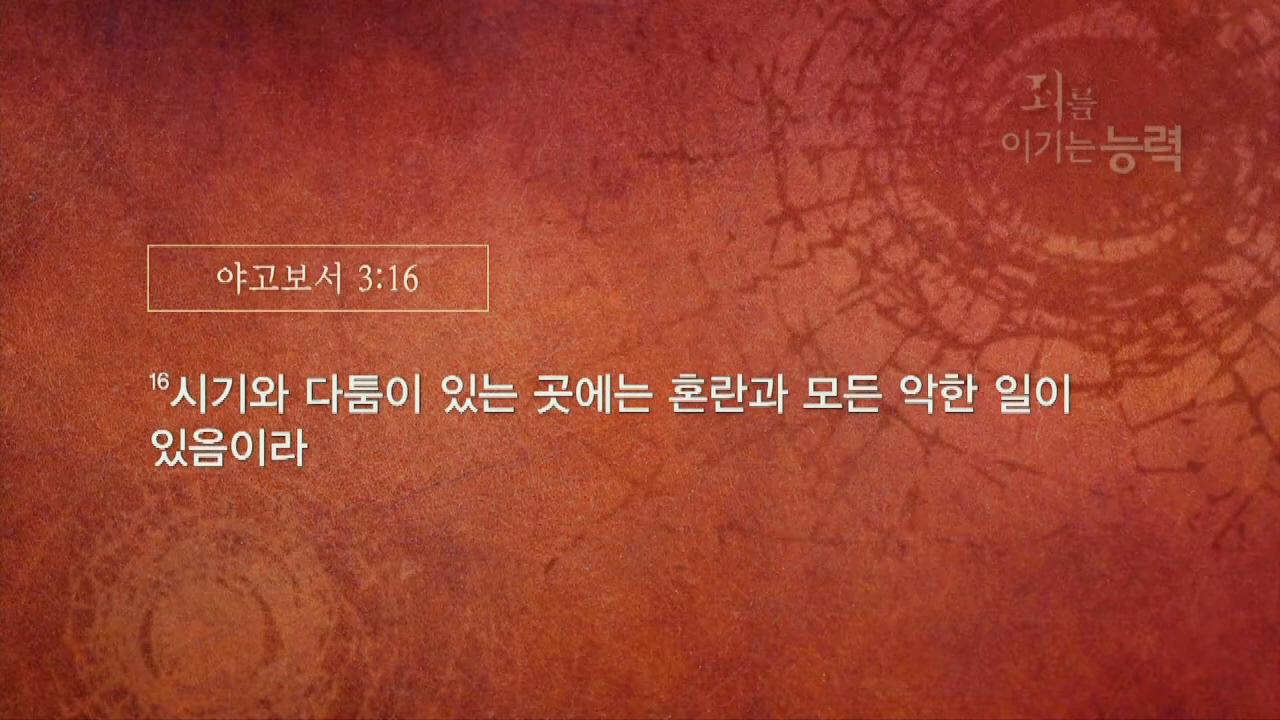 죄를
이기는 능력
야고보서 3:16
16시기와 다툼이 있는 곳에는 혼란과 모든 악한 일이
있음이라